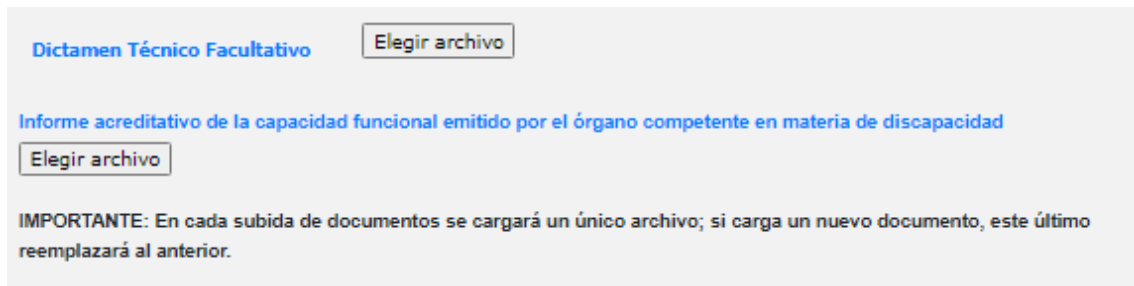 Dictamen Técnico Facultativo Elegir archivo
Informe acreditativo de la capacidad funcional emitido por el órgano competente en materia de discapacidad
Elegir archivo
IMPORTANTE: En cada subida de documentos se cargará un único archivo; si carga un nuevo documento, este último
reemplazará al anterior.